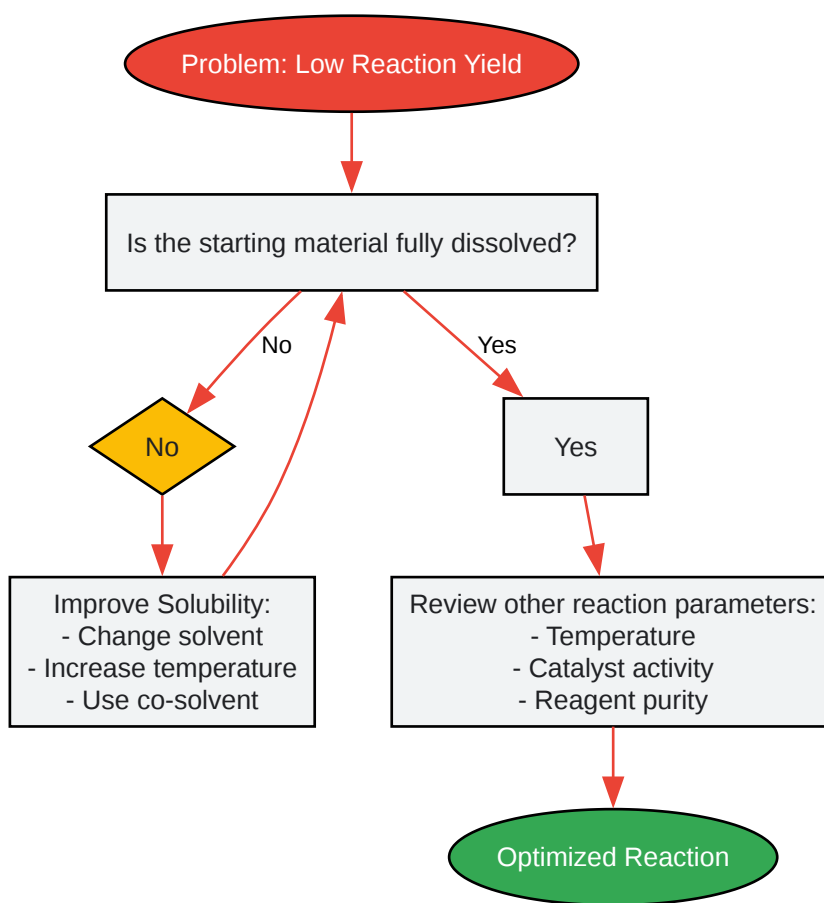 Problem: Low Reaction Yield
Is the starting material fully dissolved?
No
Yes
No
Yes
Improve Solubility:
- Change solvent
- Increase temperature
- Use co-solvent
Review other reaction parameters:
- Temperature
- Catalyst activity
- Reagent purity
Optimized Reaction